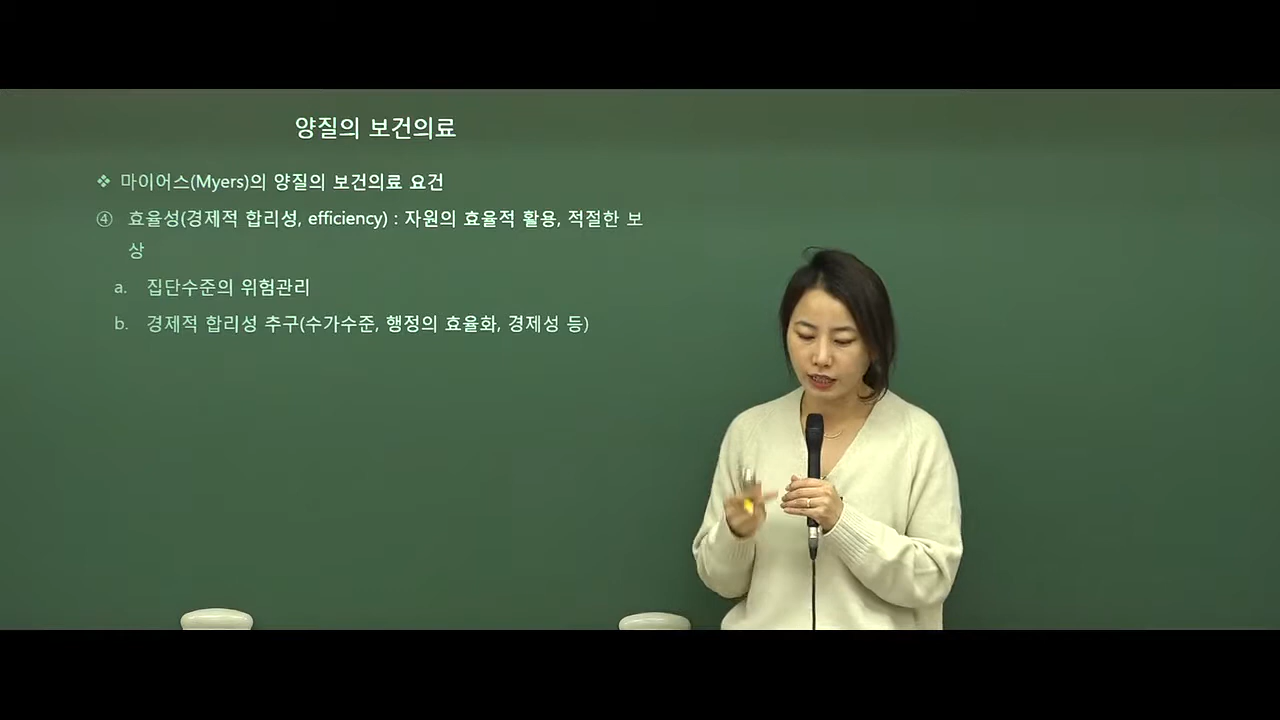 양질의 보건의료
❖ 마이어스(Myers)의 양질의 보건의료 요건
④ 효율성(경제적 합리성, efficiency) : 자원의 효율적 활용, 적절한 보
상
a. 집단수준의 위험관리
b. 경제적 합리성 추구(수가수준, 행정의 효율화, 경제성 등)